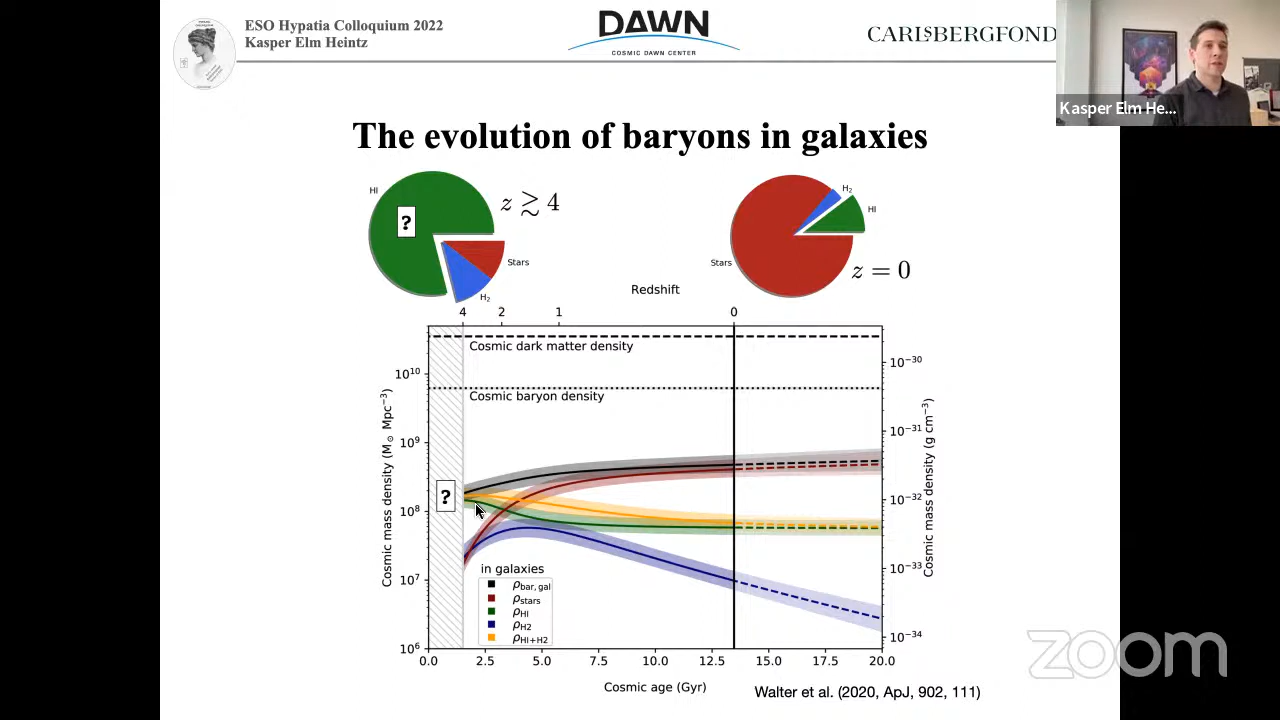 ESO Hypatia Colloquium 2022
Kasper Elm Heintz
DAWN
COSMIC DAWN CENTER
CARLSBERGFOND
Kasper Elm He...
The evolution of baryons in galaxies
HI
?
z ≳ 4
Stars
H₂
H₂
HI
Stars
z = 0
Redshift
4 2 1 0
Cosmic dark matter density
Cosmic baryon density
?
Cosmic mass density (M⊙ Mpc⁻³)
10¹⁰
10⁹
10⁸
10⁷
10⁶
Cosmic mass density (g cm⁻³)
10⁻³⁰
10⁻³¹
10⁻³²
10⁻³³
10⁻³⁴
in galaxies
ρbar, gal
ρstars
ρHI
ρH2
ρHI+H2
0.0 2.5 5.0 7.5 10.0 12.5 15.0 17.5 20.0
Cosmic age (Gyr)
Walter et al. (2020, ApJ, 902, 111)
zoom